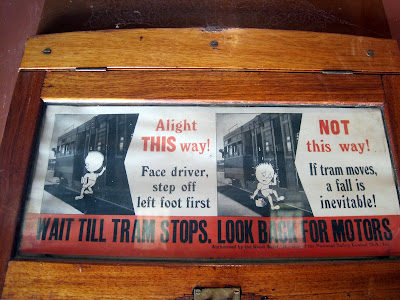 Alight
THIS way!
Face driver,
step off
left foot first
NOT
this way!
If tram moves,
a fall is
inevitable!
WAIT TILL TRAM STOPS. LOOK BACK FOR MOTORS